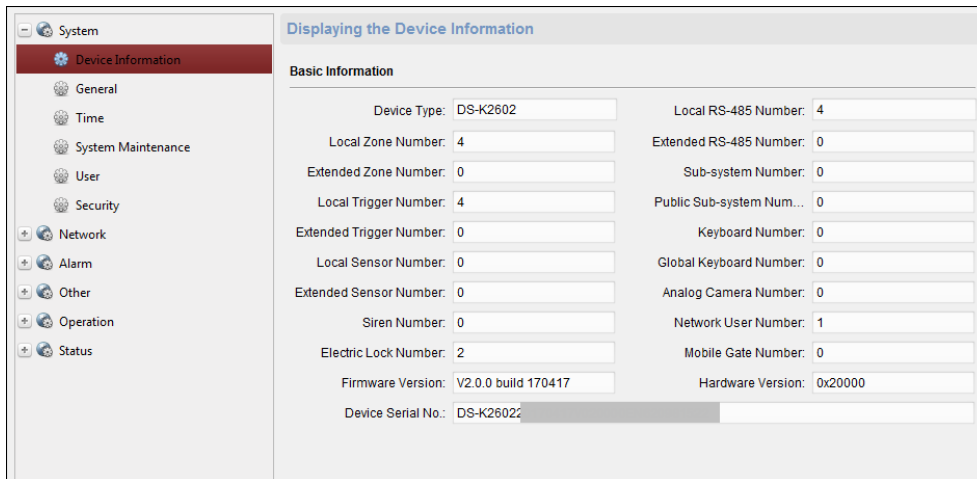 System
Device Information
General
Time
System Maintenance
User
Security
Network
Alarm
Other
Operation
Status
Displaying the Device Information
Basic Information
Device Type: DS-K2602 Local RS-485 Number: 4
Local Zone Number: 4 Extended RS-485 Number: 0
Extended Zone Number: 0 Sub-system Number: 0
Local Trigger Number: 4 Public Sub-system Num... 0
Extended Trigger Number: 0 Keyboard Number: 0
Local Sensor Number: 0 Global Keyboard Number: 0
Extended Sensor Number: 0 Analog Camera Number: 0
Siren Number: 0 Network User Number: 1
Electric Lock Number: 2 Mobile Gate Number: 0
Firmware Version: V2.0.0 build 170417 Hardware Version: 0x20000
Device Serial No.: DS-K26022